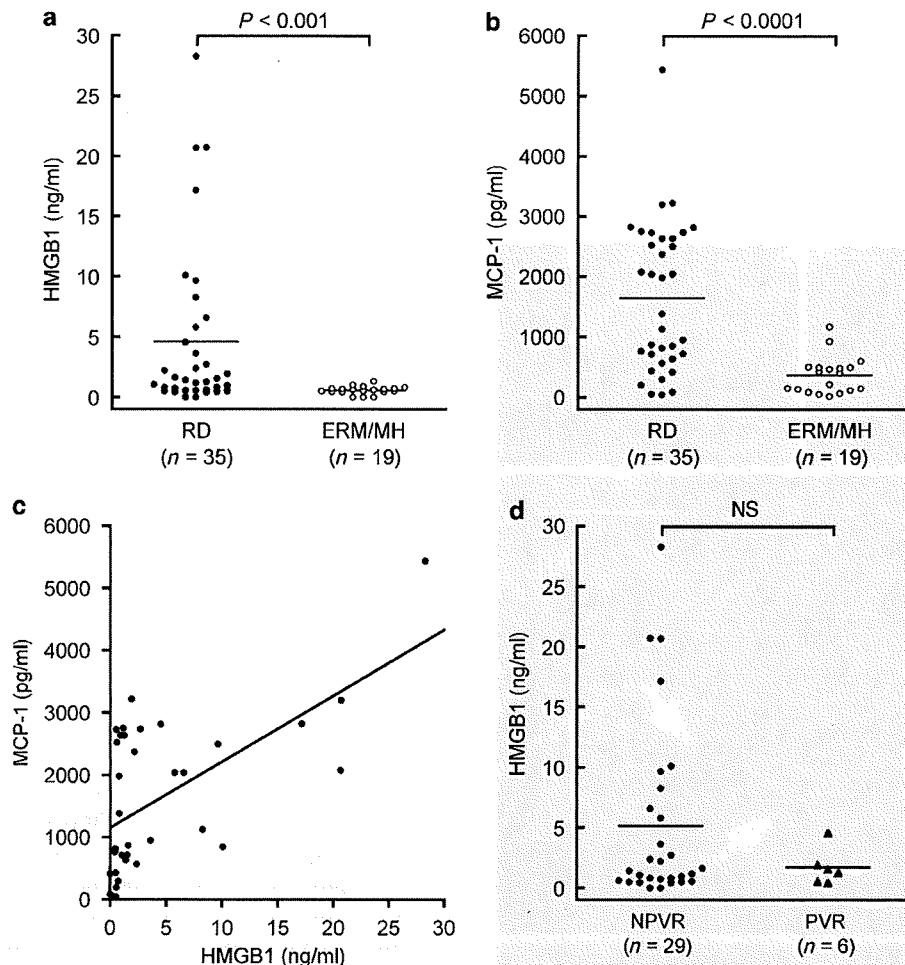 a
P < 0.001
30
25
20
15
10
5
0
HMGB1 (ng/ml)
RD
(n = 35)
ERM/MH
(n = 19)
b
P < 0.0001
6000
5000
4000
3000
2000
1000
0
MCP-1 (pg/ml)
RD
(n = 35)
ERM/MH
(n = 19)
c
6000
5000
4000
3000
2000
1000
0
MCP-1 (pg/ml)
0 5 10 15 20 25 30
HMGB1 (ng/ml)
d
NS
30
25
20
15
10
5
0
HMGB1 (ng/ml)
NPVR
(n = 29)
PVR
(n = 6)